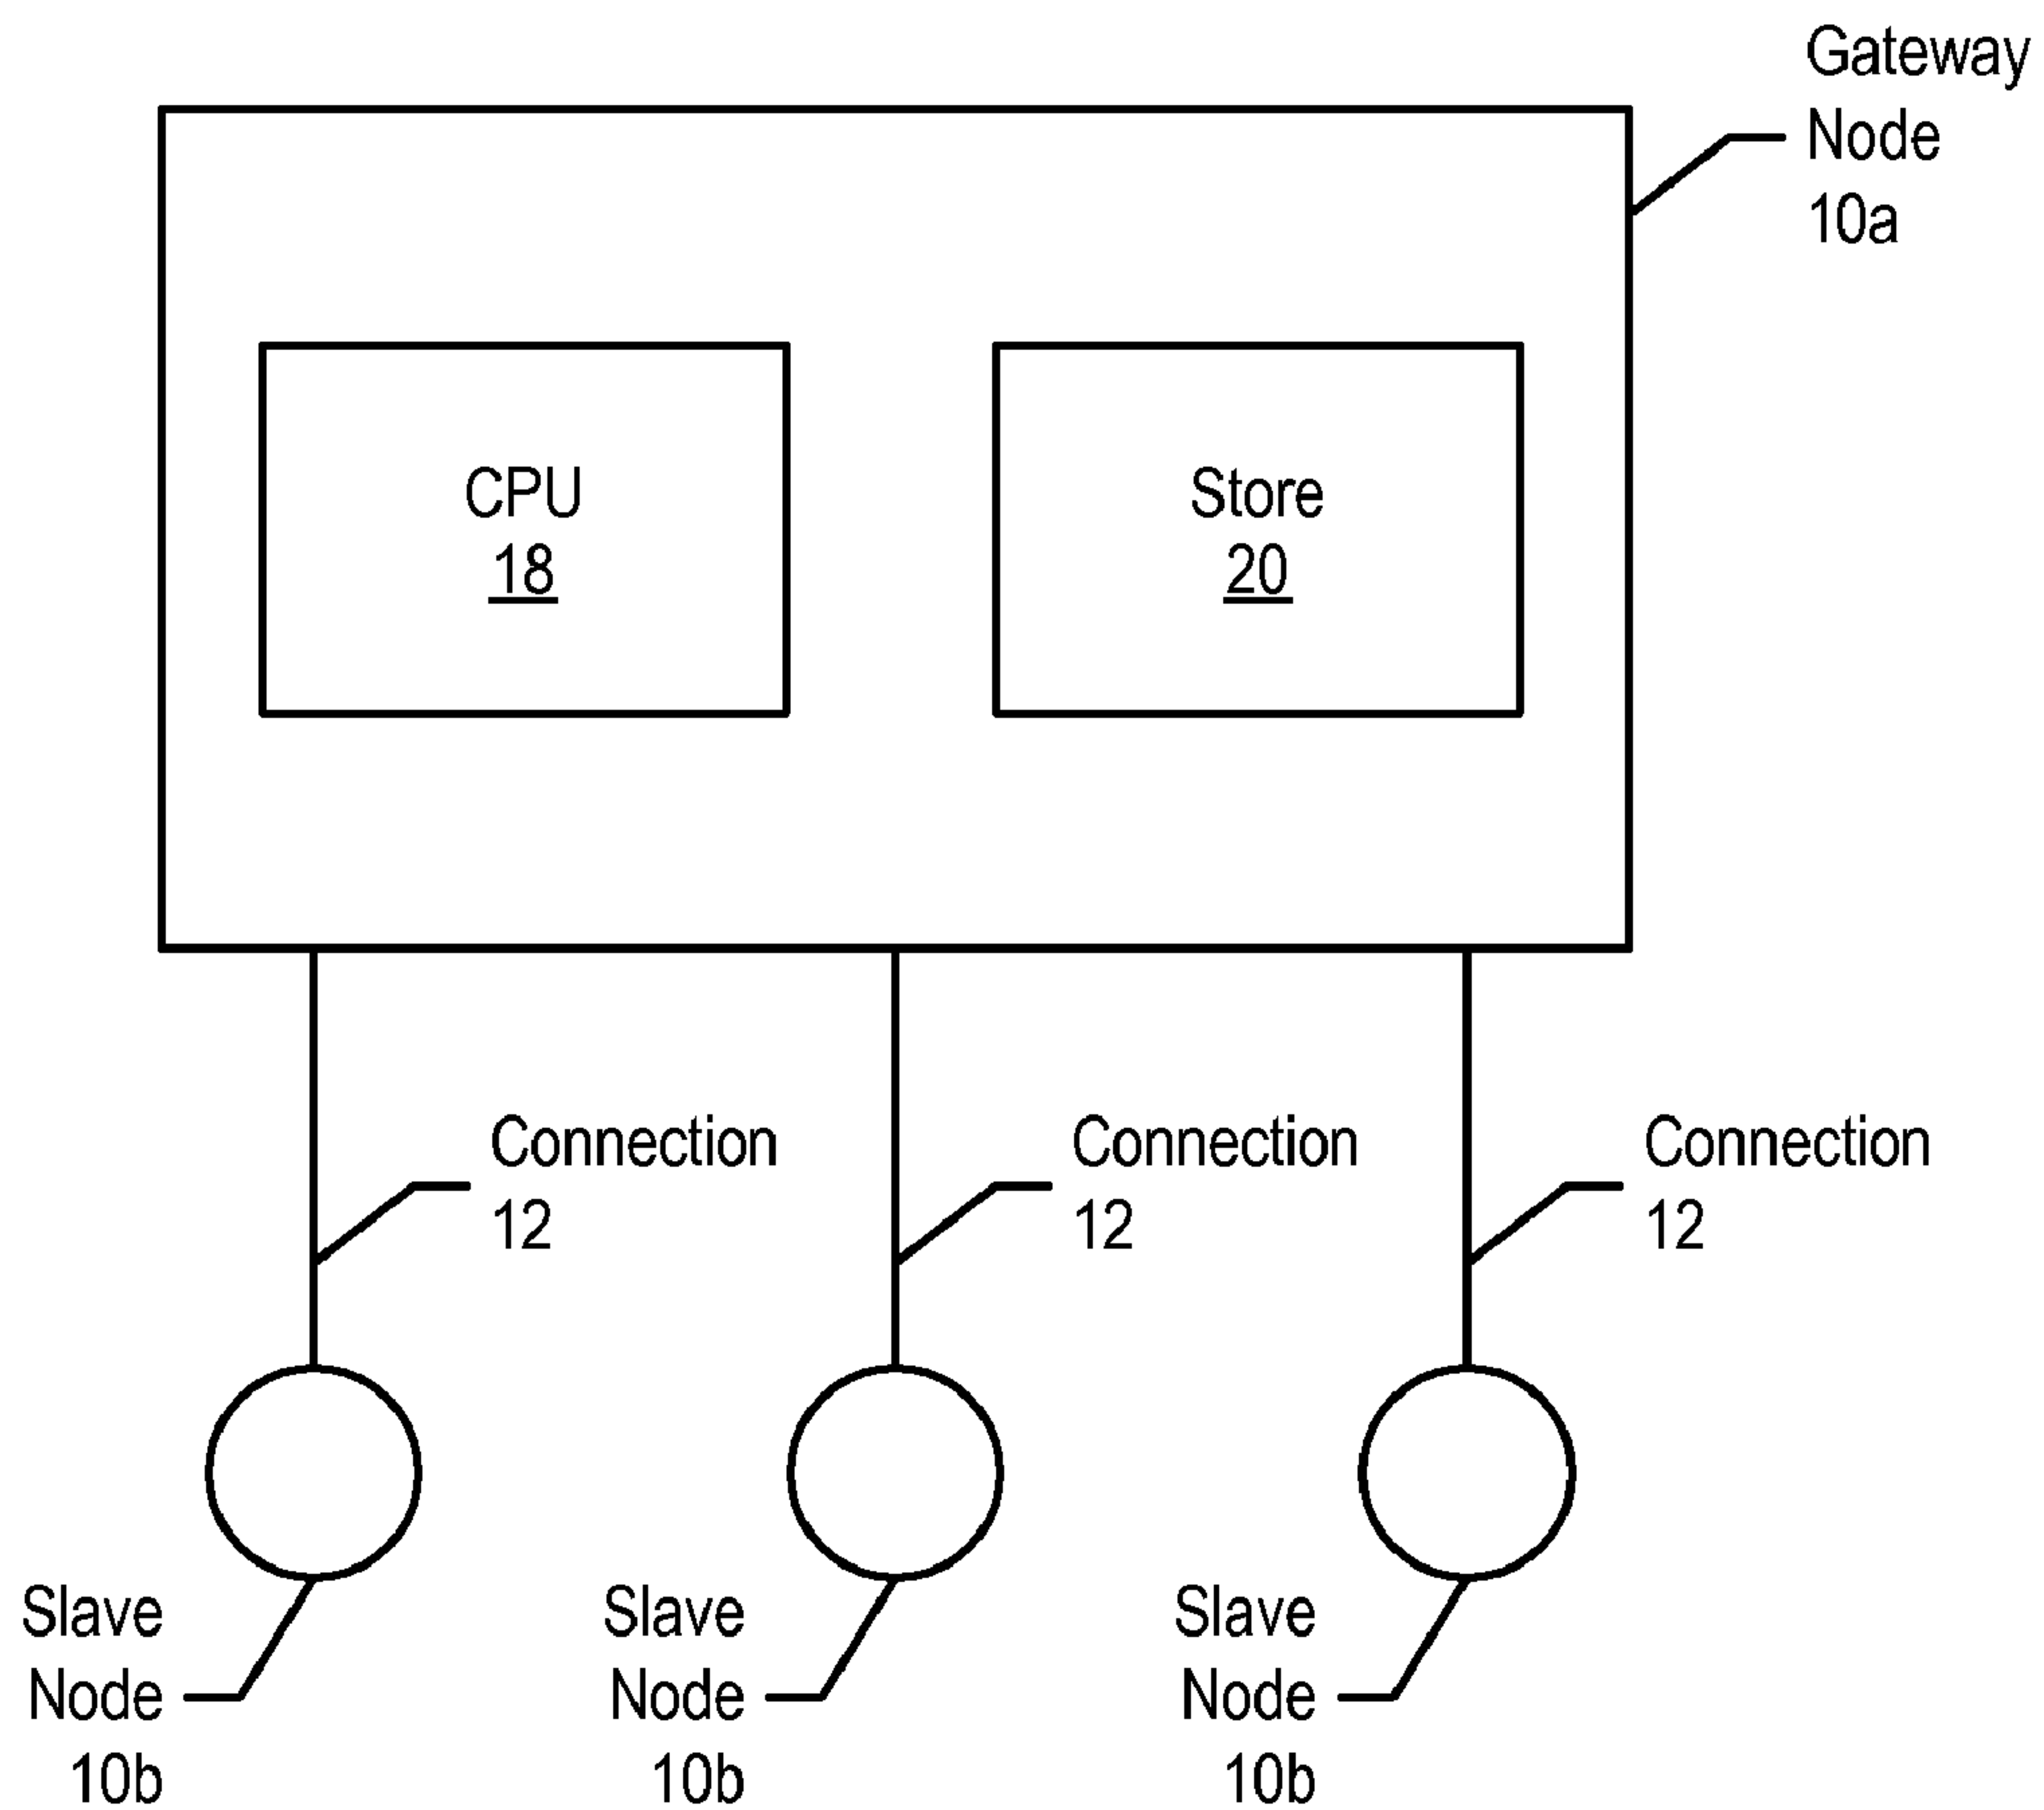 Gateway
Node
10a
CPU
18
Store
20
Connection
12
Connection
12
Connection
12
Slave
Node
10b
Slave
Node
10b
Slave
Node
10b